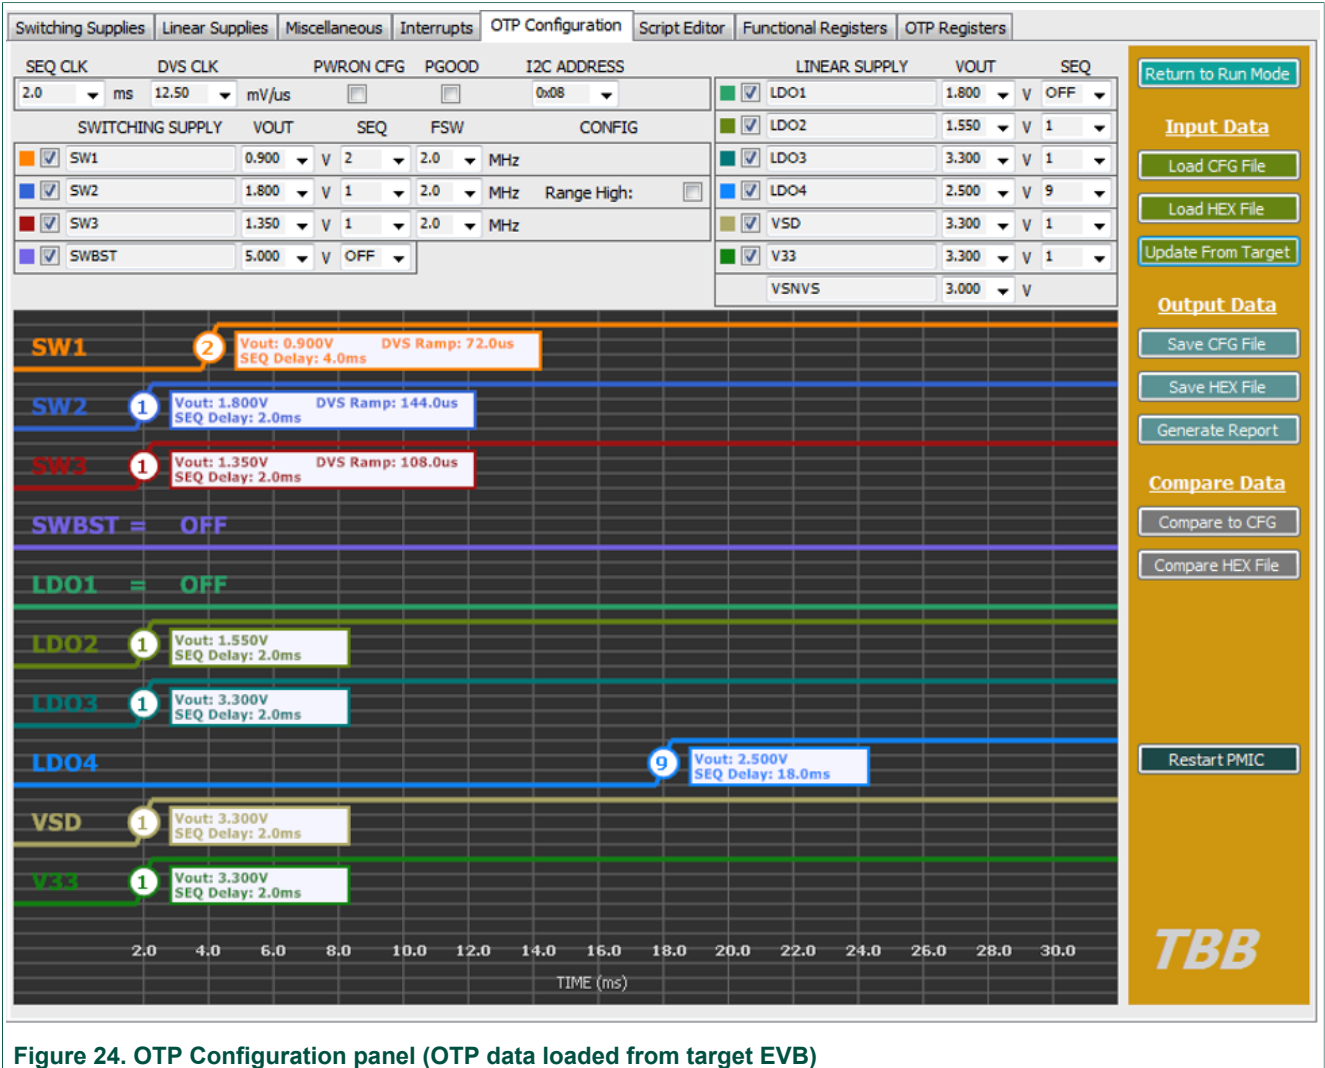 Switching Supplies Linear Supplies Miscellaneous Interrupts OTP Configuration Script Editor Functional Registers OTP Registers
SEQ CLK DVS CLK PWRON CFG PGOOD I2C ADDRESS
2.0 ms 12.50 mV/us 0x08
SWITCHING SUPPLY VOUT SEQ FSW CONFIG
SW1 0.900 V 2 2.0 MHz
SW2 1.800 V 1 2.0 MHz Range High:
SW3 1.350 V 1 2.0 MHz
SWBST 5.000 V OFF
LINEAR SUPPLY VOUT SEQ
LDO1 1.800 V OFF
LDO2 1.550 V 1
LDO3 3.300 V 1
LDO4 2.500 V 9
VSD 3.300 V 1
V33 3.300 V 1
VSNVS 3.000 V
SW1 2 Vout: 0.900V DVS Ramp: 72.0us
SEQ Delay: 4.0ms
SW2 1 Vout: 1.800V DVS Ramp: 144.0us
SEQ Delay: 2.0ms
SW3 1 Vout: 1.350V DVS Ramp: 108.0us
SEQ Delay: 2.0ms
SWBST = OFF
LDO1 = OFF
LDO2 1 Vout: 1.550V
SEQ Delay: 2.0ms
LDO3 1 Vout: 3.300V
SEQ Delay: 2.0ms
LDO4 9 Vout: 2.500V
SEQ Delay: 18.0ms
VSD 1 Vout: 3.300V
SEQ Delay: 2.0ms
V33 1 Vout: 3.300V
SEQ Delay: 2.0ms
2.0 4.0 6.0 8.0 10.0 12.0 14.0 16.0 18.0 20.0 22.0 24.0 26.0 28.0 30.0
TIME (ms)
Return to Run Mode
Input Data
Load CFG File
Load HEX File
Update From Target
Output Data
Save CFG File
Save HEX File
Generate Report
Compare Data
Compare to CFG
Compare HEX File
Restart PMIC
TBB
Figure 24. OTP Configuration panel (OTP data loaded from target EVB)